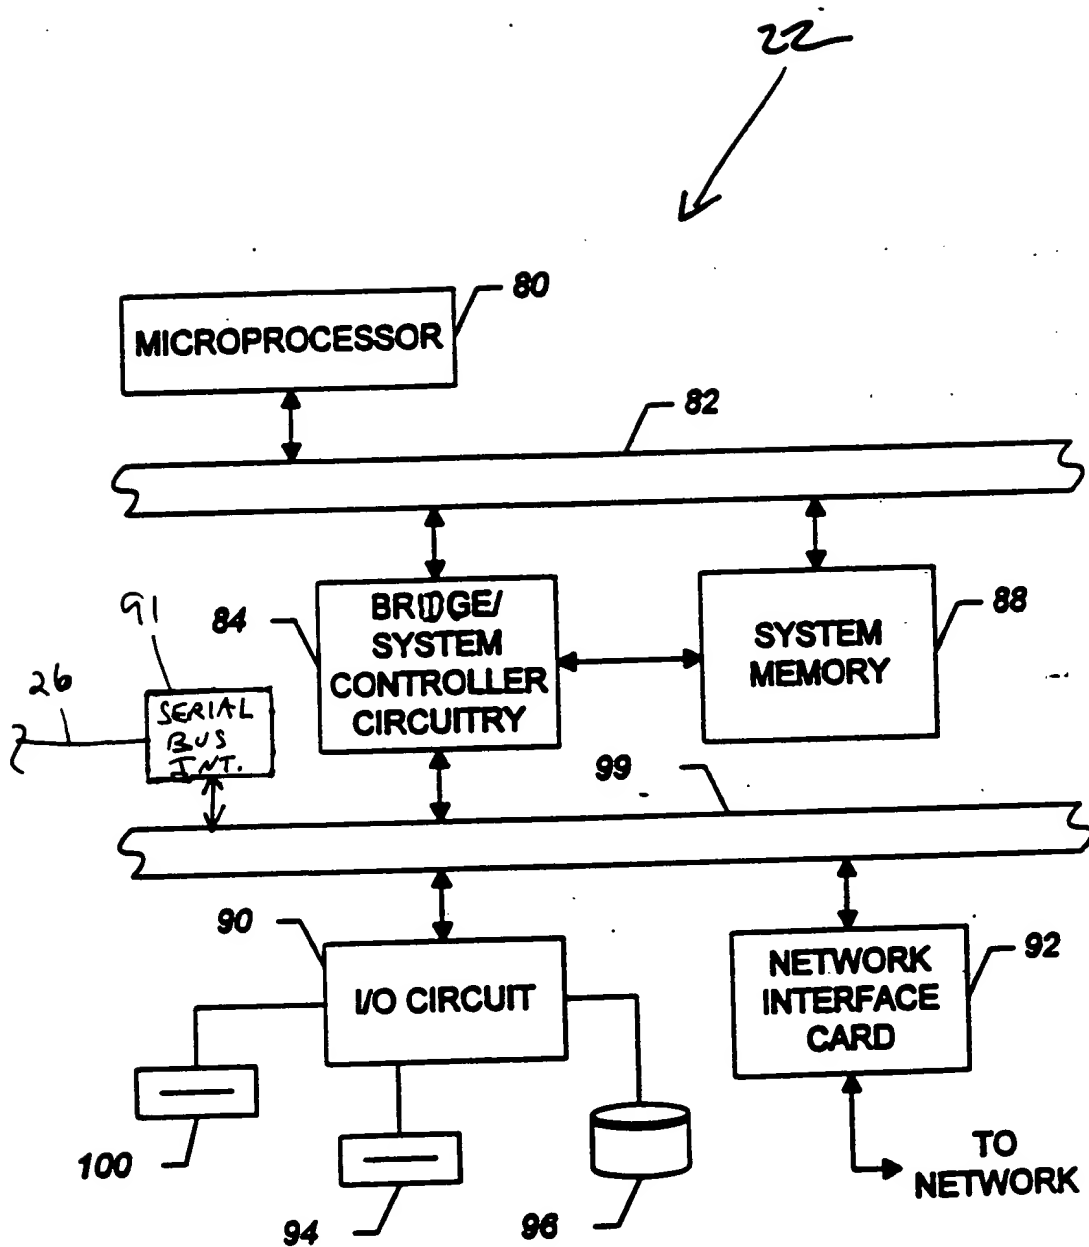 22
80
MICROPROCESSOR
82
91
84
BRIDGE/
SYSTEM
CONTROLLER
CIRCUITRY
SYSTEM
MEMORY
88
26
SERIAL
BUS
INT.
99
90
I/O CIRCUIT
NETWORK
INTERFACE
CARD
92
100
94
96
TO
NETWORK